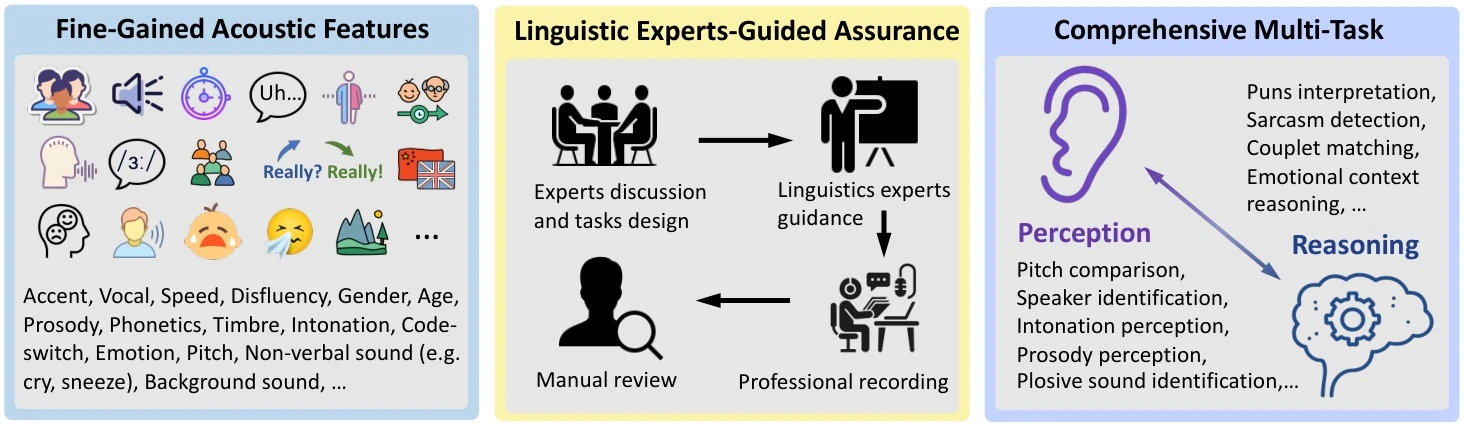 Fine-Gained Acoustic Features
Uh...
/ɜː/
Really? Really!
...
Accent, Vocal, Speed, Disfluency, Gender, Age,
Prosody, Phonetics, Timbre, Intonation, Code-
switch, Emotion, Pitch, Non-verbal sound (e.g.
cry, sneeze), Background sound, ...
Linguistic Experts-Guided Assurance
Experts discussion
and tasks design
Linguistics experts
guidance
Professional recording
Manual review
Comprehensive Multi-Task
Perception
Pitch comparison,
Speaker identification,
Intonation perception,
Prosody perception,
Plosive sound identification,...
Puns interpretation,
Sarcasm detection,
Couplet matching,
Emotional context
reasoning, ...
Reasoning